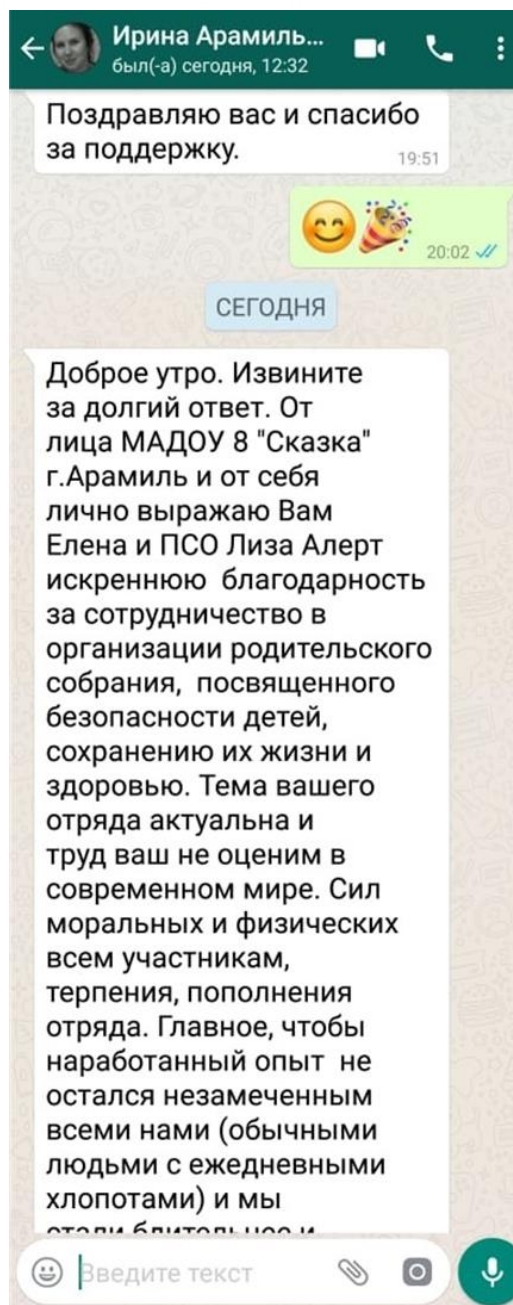 Ирина Арамиль...
был(-а) сегодня, 12:32
Поздравляю вас и спасибо
за поддержку.
19:51
20:02
СЕГОДНЯ
Доброе утро. Извините
за долгий ответ. От
лица МАДОУ 8 "Сказка"
г.Арамиль и от себя
лично выражаю Вам
Елена и ПСО Лиза Алерт
искреннюю благодарность
за сотрудничество в
организации родительского
собрания, посвященного
безопасности детей,
сохранению их жизни и
здоровью. Тема вашего
отряда актуальна и
труд ваш не оценим в
современном мире. Сил
моральных и физических
всем участникам,
терпения, пополнения
отряда. Главное, чтобы
наработанный опыт не
остался незамеченным
всеми нами (обычными
людьми с ежедневными
хлопотами) и мы
стали бдительнее и
Введите текст